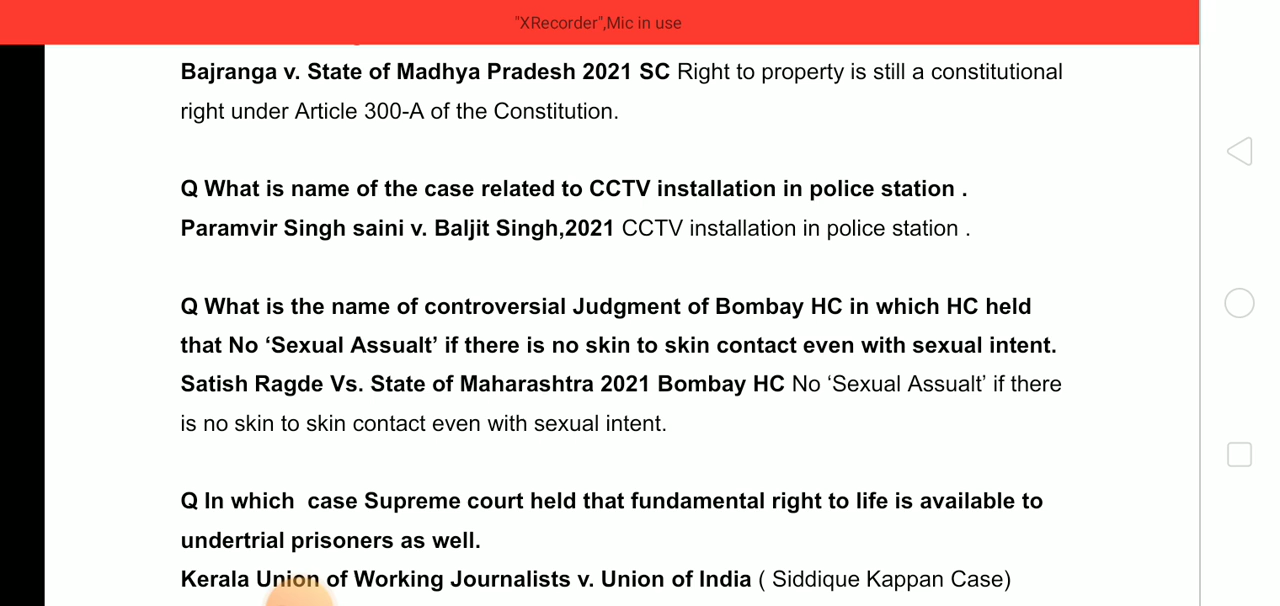 "XRecorder",Mic in use
Bajranga v. State of Madhya Pradesh 2021 SC Right to property is still a constitutional
right under Article 300-A of the Constitution.
Q What is name of the case related to CCTV installation in police station .
Paramvir Singh saini v. Baljit Singh,2021 CCTV installation in police station .
Q What is the name of controversial Judgment of Bombay HC in which HC held
that No ‘Sexual Assualt’ if there is no skin to skin contact even with sexual intent.
Satish Ragde Vs. State of Maharashtra 2021 Bombay HC No ‘Sexual Assualt’ if there
is no skin to skin contact even with sexual intent.
Q In which  case Supreme court held that fundamental right to life is available to
undertrial prisoners as well.
Kerala Union of Working Journalists v. Union of India ( Siddique Kappan Case)